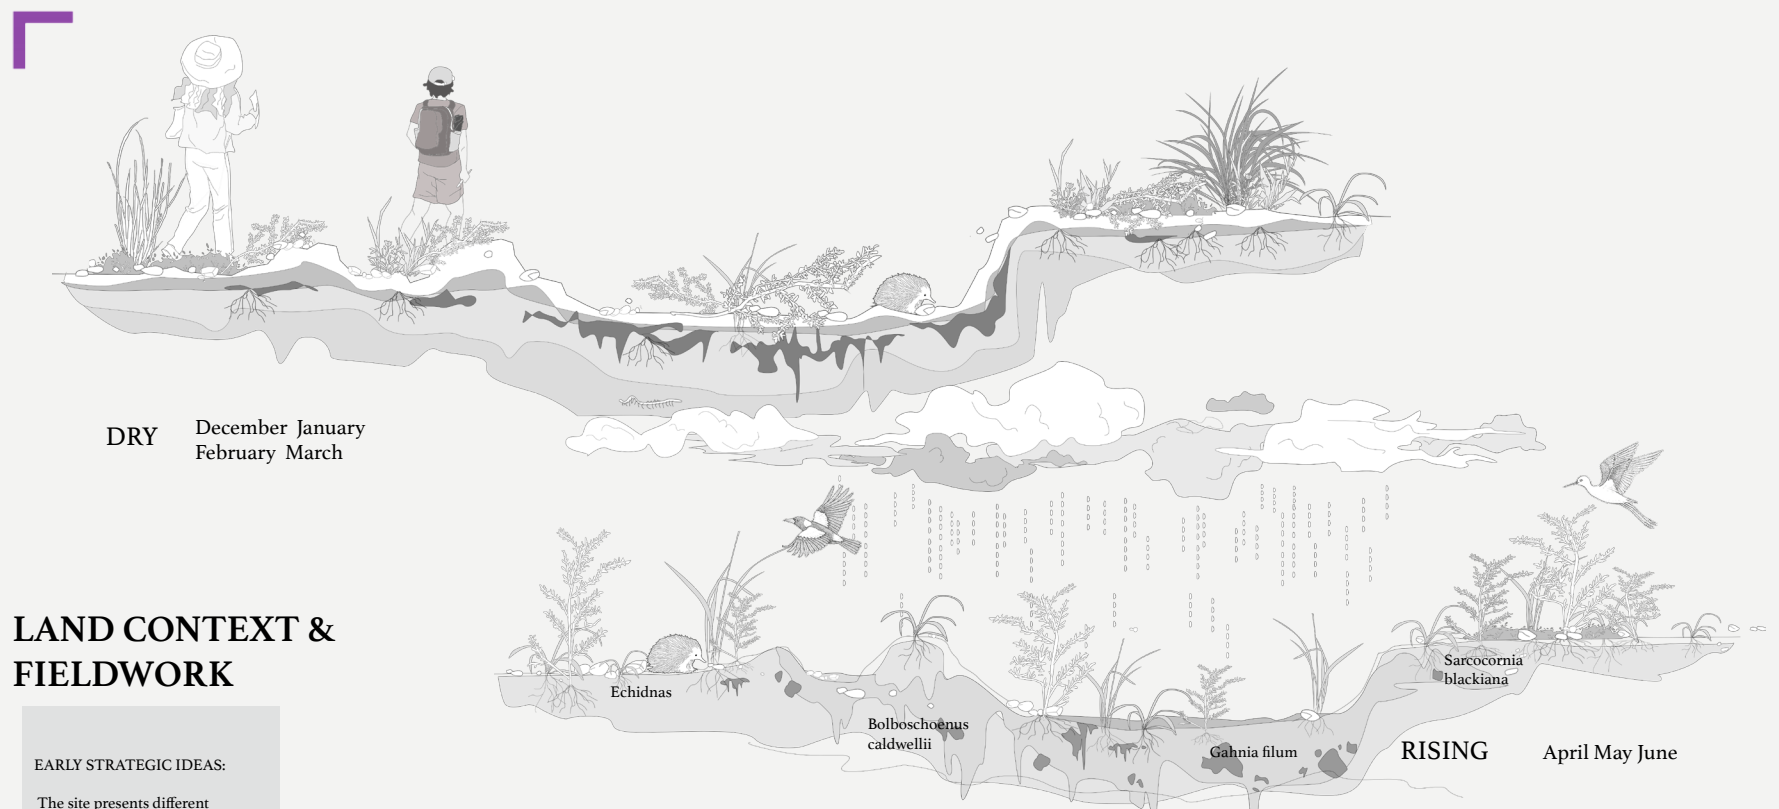 DRY
December January
February March
LAND CONTEXT &
FIELDWORK
EARLY STRATEGIC IDEAS:
The site presents different
Echidnas
Bolboschoenus
caldwellii
Gahnia filum
Sarcocornia
blackiana
RISING
April May June